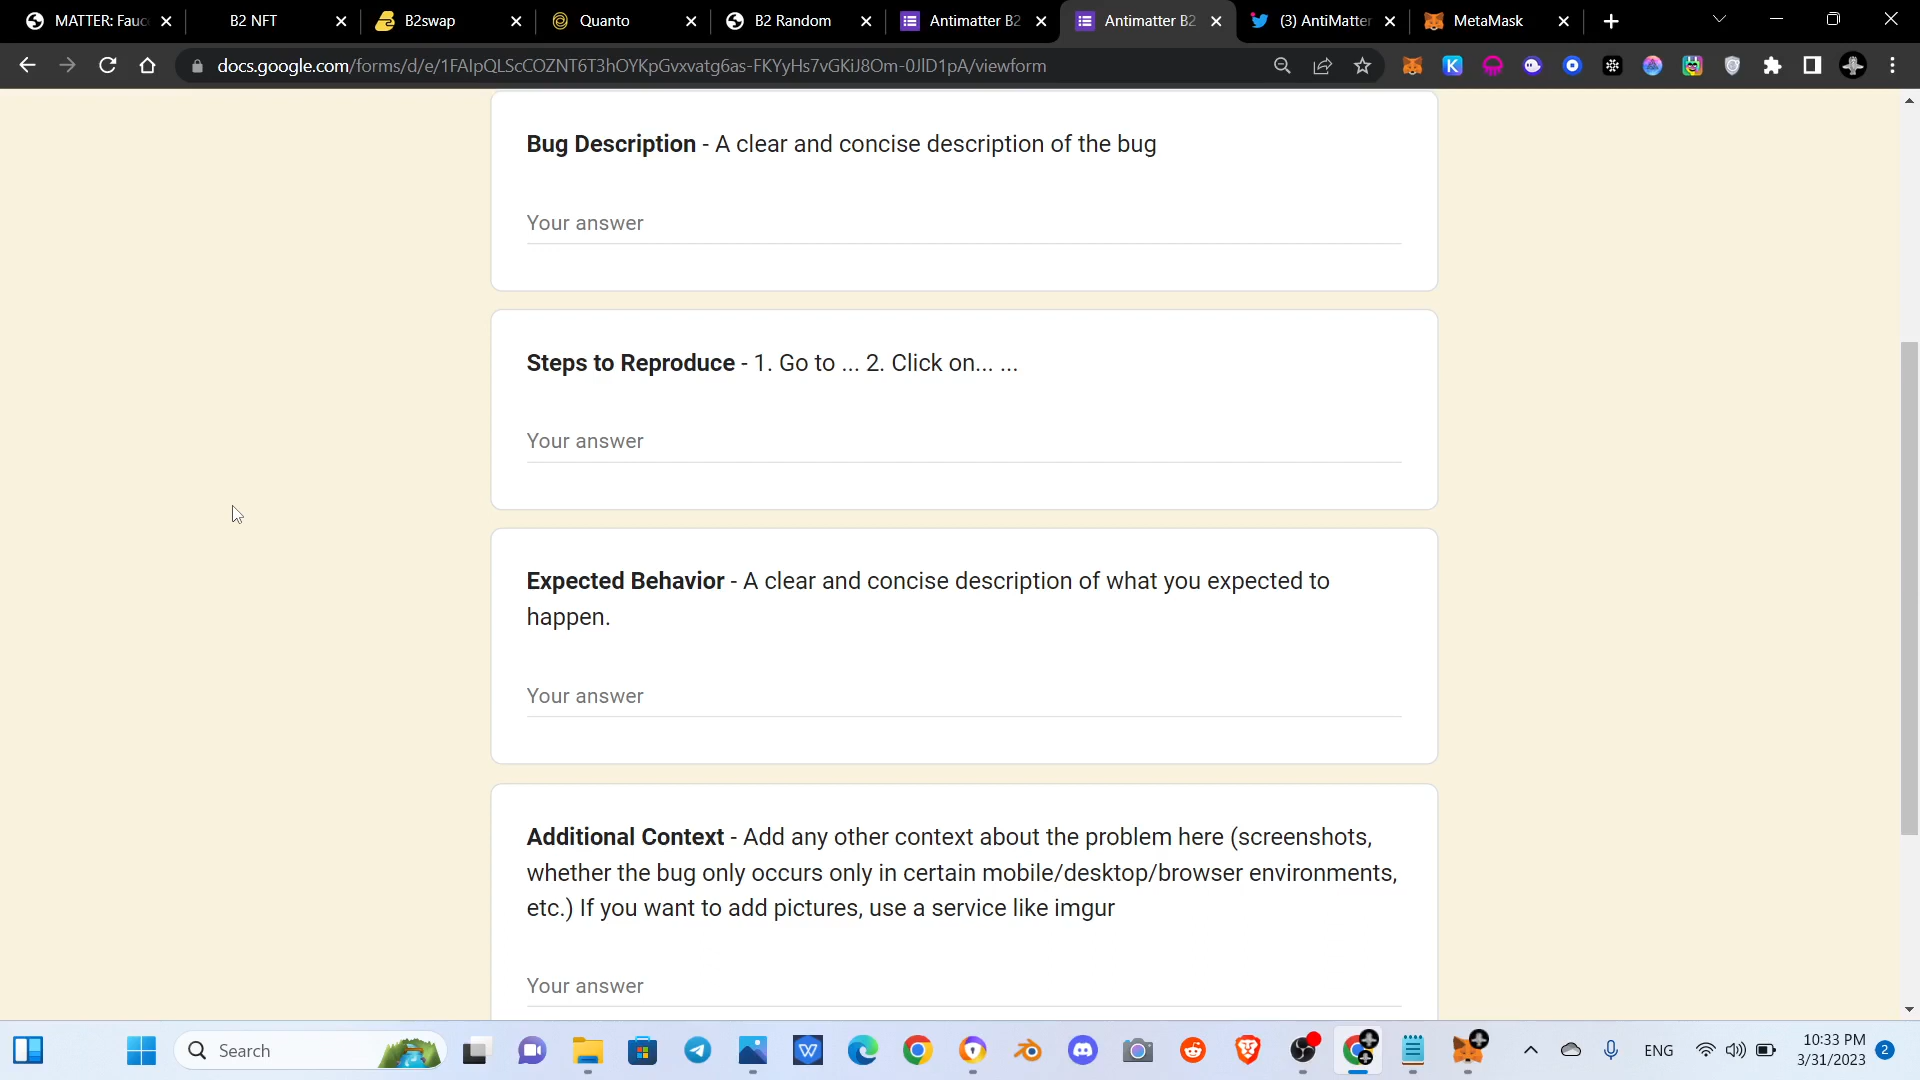 MATTER: Fauc
B2 NFT
B2swap
Quanto
B2 Random
Antimatter B2
Antimatter B2
(3) AntiMatter
MetaMask
docs.google.com/forms/d/e/1FAIpQLScCOZNT6T3hOYKpGvxvatg6as-FKYyHs7vGKiJ8Om-0JlD1pA/viewform
Bug Description - A clear and concise description of the bug
Your answer
Steps to Reproduce - 1. Go to ... 2. Click on... ...
Your answer
Expected Behavior - A clear and concise description of what you expected to
happen.
Your answer
Additional Context - Add any other context about the problem here (screenshots,
whether the bug only occurs only in certain mobile/desktop/browser environments,
etc.) If you want to add pictures, use a service like imgur
Your answer
Search
ENG
10:33 PM
3/31/2023
2